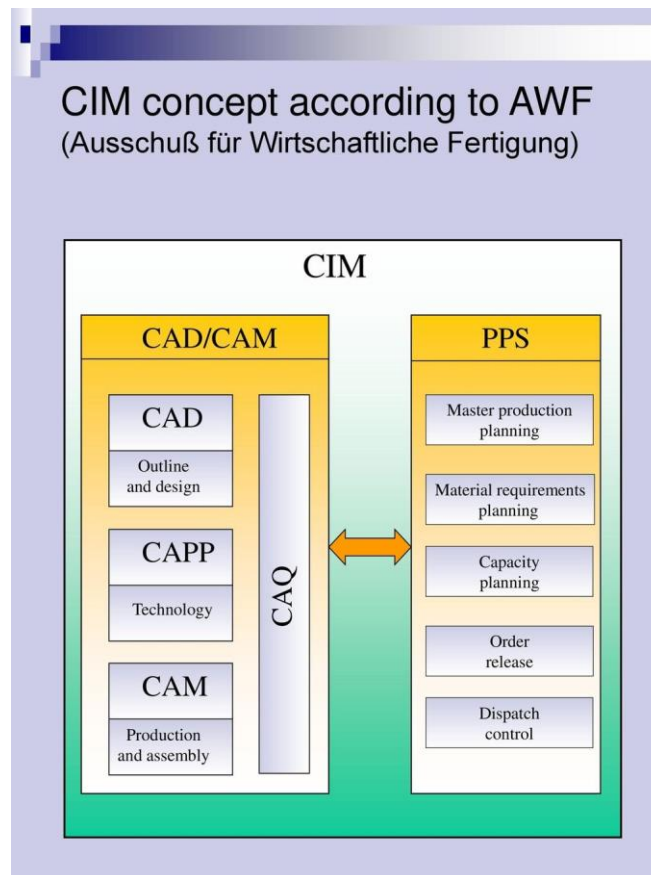 CIM concept according to AWF
(Ausschuß für Wirtschaftliche Fertigung)
CIM
CAD/CAM
CAD
Outline
and design
CAPP
Technology
CAM
Production
and assembly
CAQ
PPS
Master production
planning
Material requirements
planning
Capacity
planning
Order
release
Dispatch
control